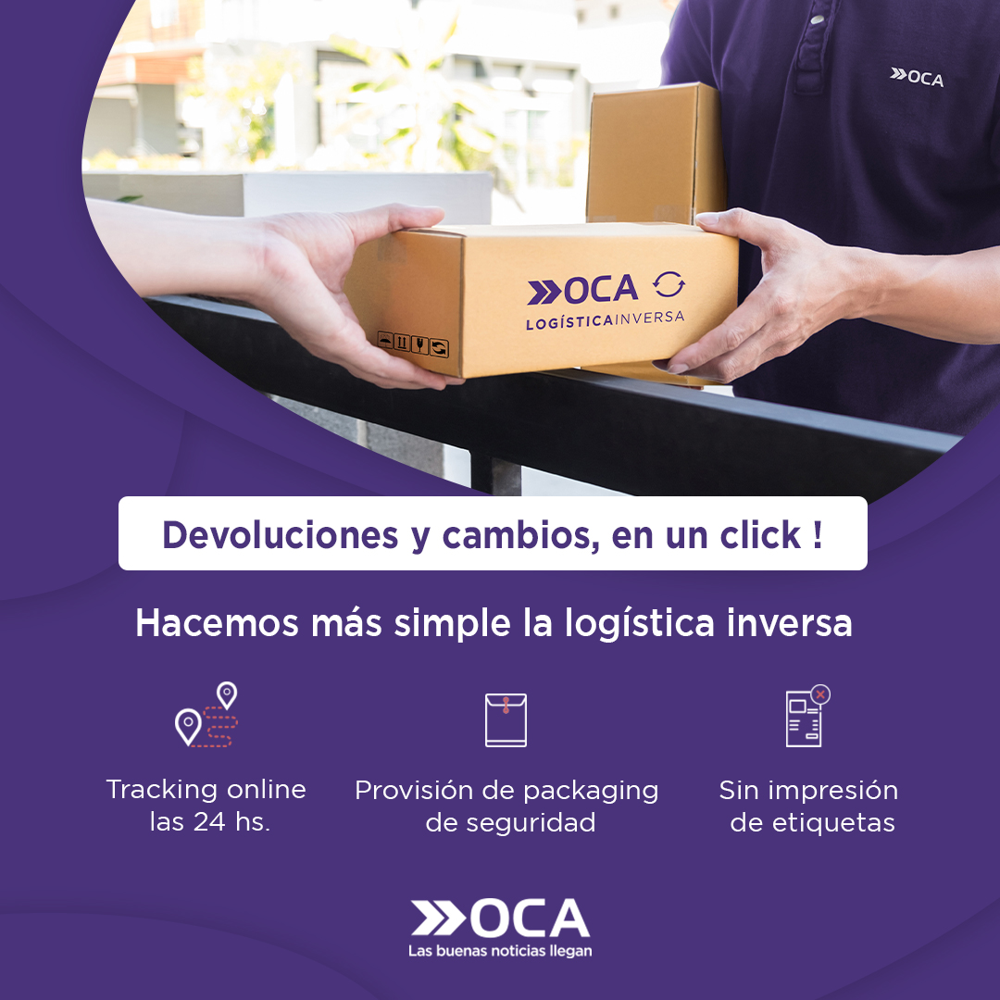 OCA
OCA
LOGÍSTICAINVERSA
Devoluciones y cambios, en un click !
Hacemos más simple la logística inversa
Tracking online
las 24 hs.
Provisión de packaging
de seguridad
Sin impresión
de etiquetas
OCA
Las buenas noticias llegan